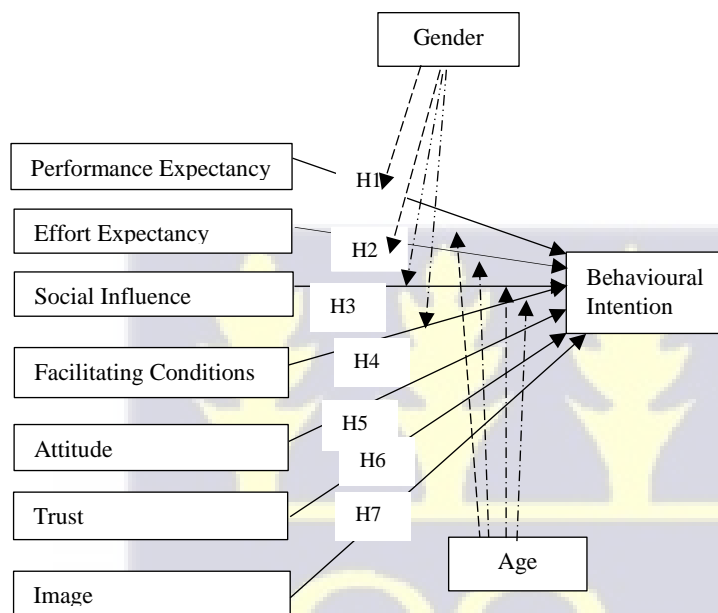 Gender
Performance Expectancy
H1
Effort Expectancy
H2
Behavioural
Intention
Social Influence
H3
Facilitating Conditions
H4
H5
Attitude
H6
Trust
H7
Age
Image